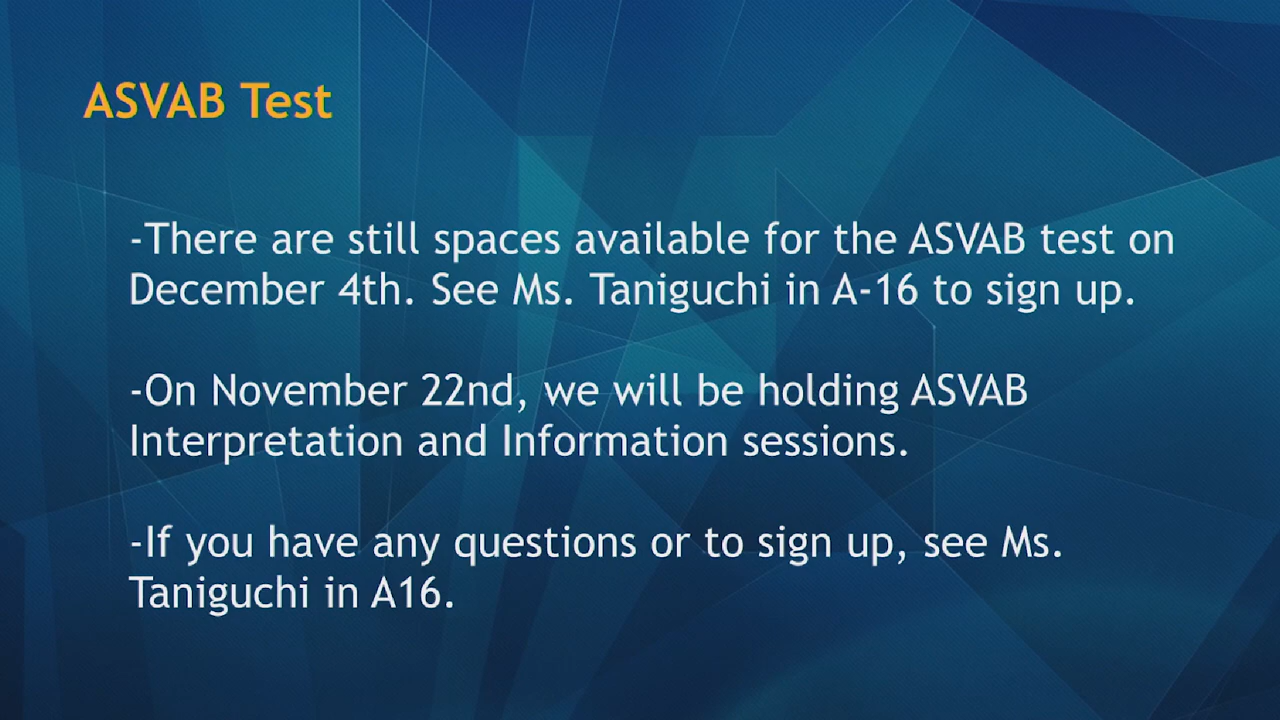 ASVAB Test
-There are still spaces available for the ASVAB test on
December 4th. See Ms. Taniguchi in A-16 to sign up.
-On November 22nd, we will be holding ASVAB
Interpretation and Information sessions.
-If you have any questions or to sign up, see Ms.
Taniguchi in A16.